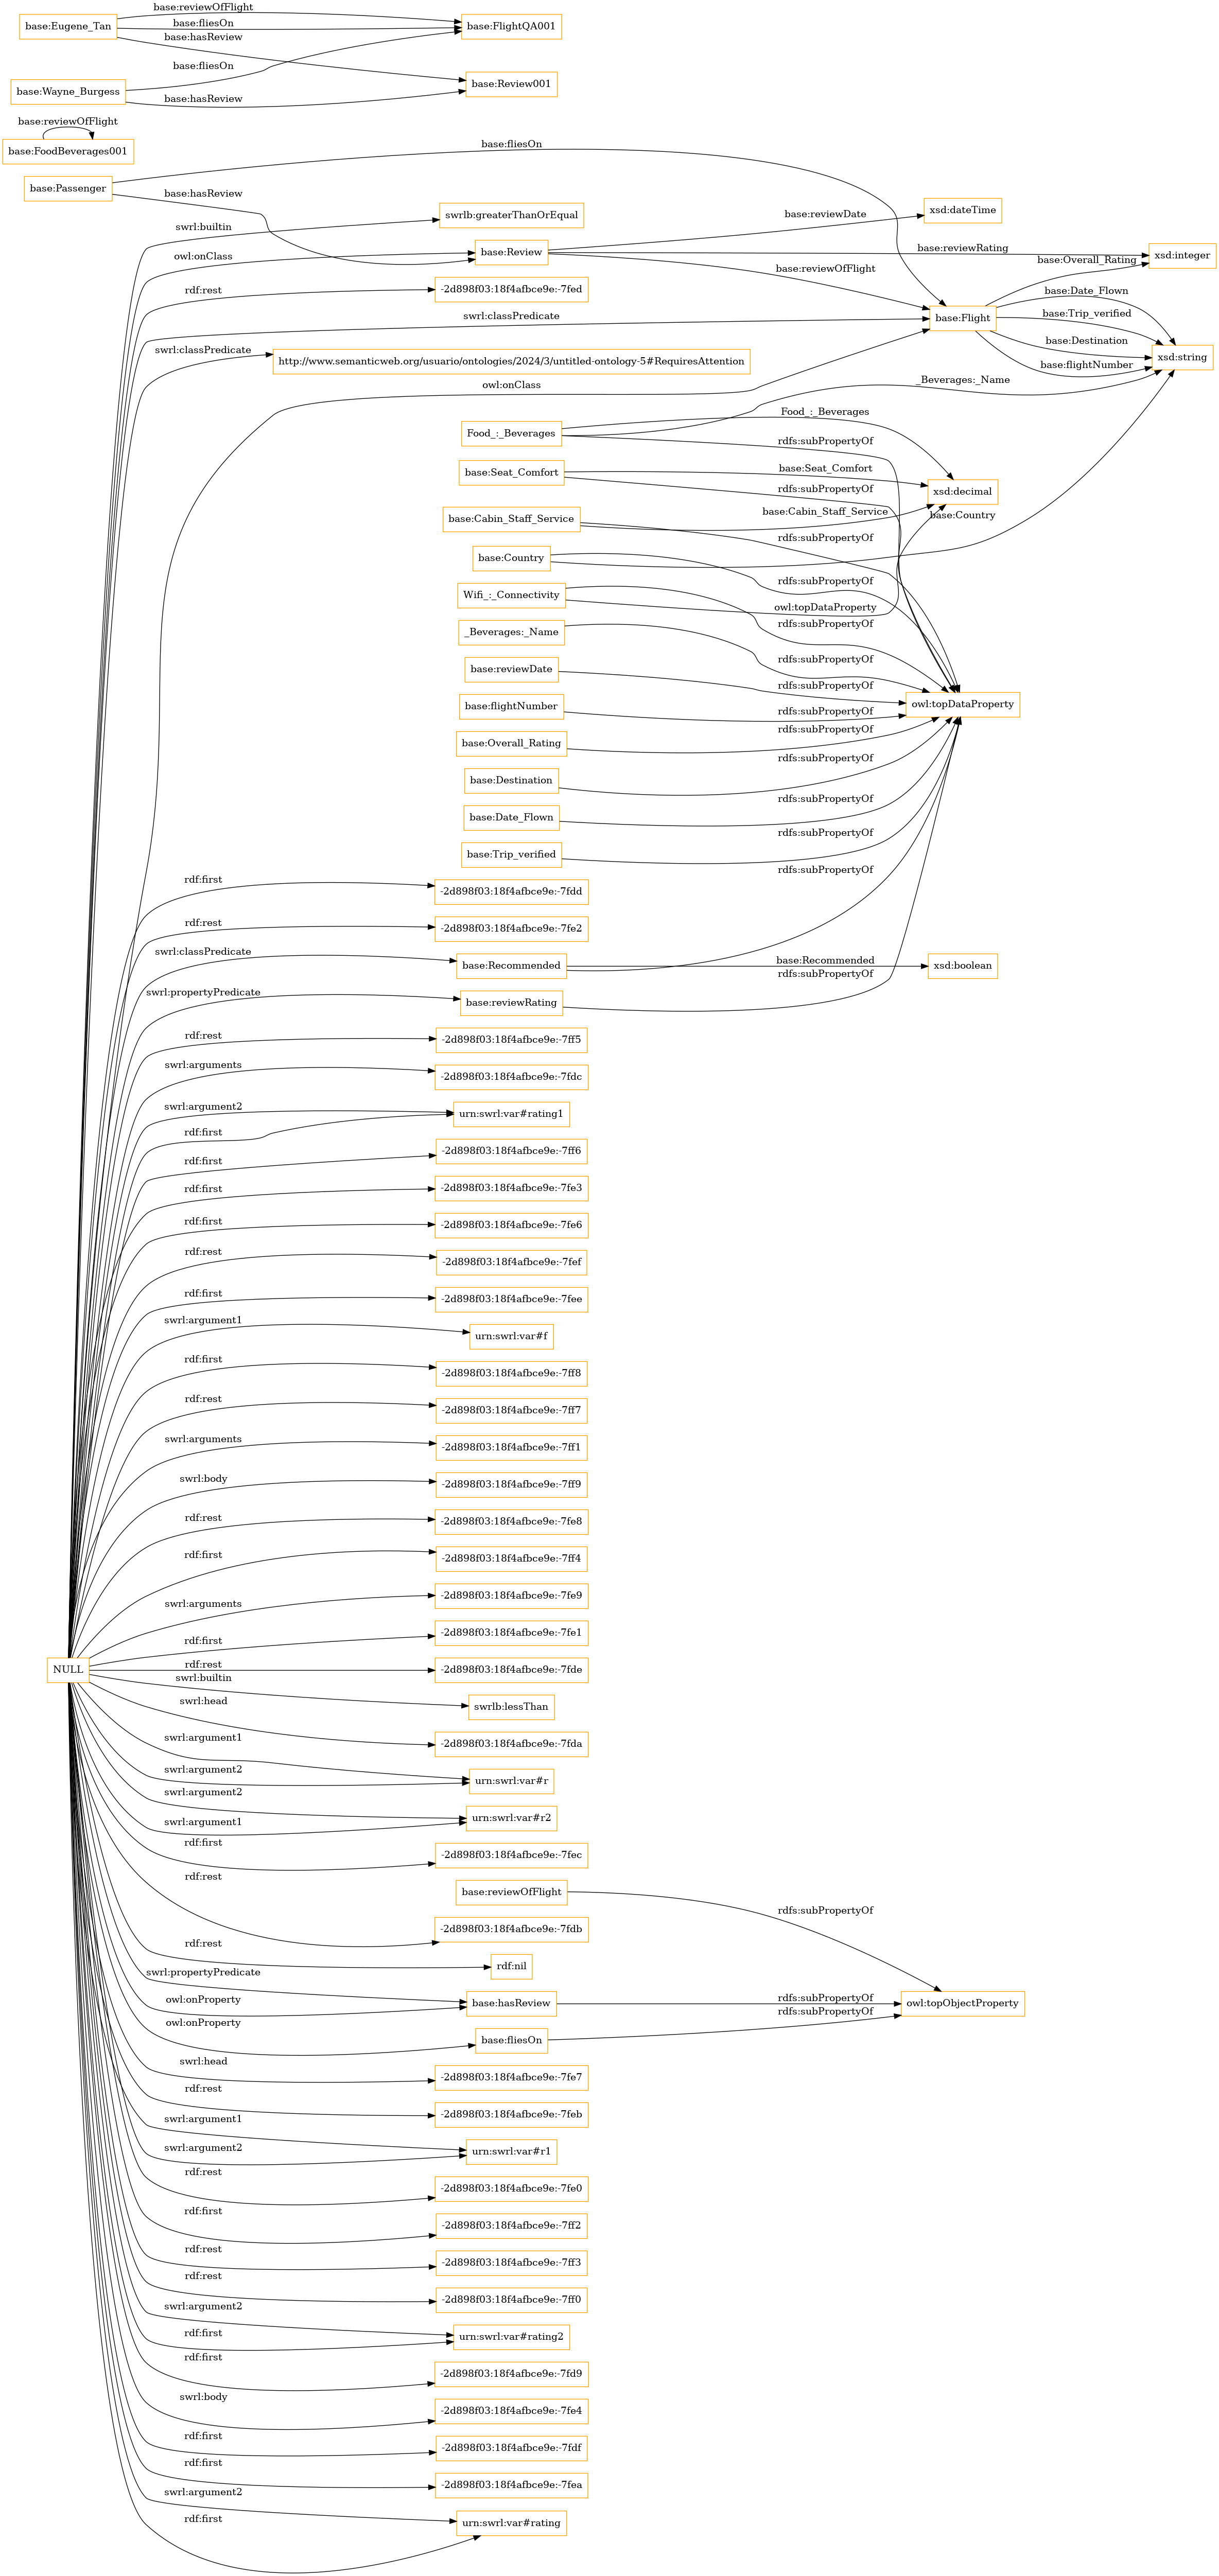 base:reviewOfFlight
base:Eugene_Tan
base:fliesOn
base:FlightQA001
base:hasReview
base:fliesOn
base:Review001
base:Wayne_Burgess
base:hasReview
base:reviewOfFlight
base:FoodBeverages001
base:fliesOn
base:Passenger
base:hasReview
swrlb:greaterThanOrEqual
xsd:dateTime
base:reviewDate
swrl:builtin
base:Review
base:reviewRating
xsd:integer
owl:onClass
base:Overall_Rating
base:reviewOfFlight
rdf:rest
-2d898f03:18f4afbce9e:-7fed
base:Date_Flown
swrl:classPredicate
base:Flight
base:Trip_verified
base:Destination
swrl:classPredicate
http://www.semanticweb.org/usuario/ontologies/2024/3/untitled-ontology-5#RequiresAttention
xsd:string
base:flightNumber
owl:onClass
_Beverages:_Name
Food_:_Beverages
Food_:_Beverages
rdfs:subPropertyOf
base:Seat_Comfort
base:Seat_Comfort
rdfs:subPropertyOf
xsd:decimal
base:Cabin_Staff_Service
base:Cabin_Staff_Service
base:Country
rdfs:subPropertyOf
base:Country
rdfs:subPropertyOf
Wifi_:_Connectivity
owl:topDataProperty
rdfs:subPropertyOf
_Beverages:_Name
rdfs:subPropertyOf
base:reviewDate
rdfs:subPropertyOf
base:flightNumber
rdfs:subPropertyOf
owl:topDataProperty
base:Overall_Rating
rdfs:subPropertyOf
base:Destination
rdfs:subPropertyOf
base:Date_Flown
rdfs:subPropertyOf
base:Trip_verified
rdfs:subPropertyOf
rdfs:subPropertyOf
rdf:first
-2d898f03:18f4afbce9e:-7fdd
rdf:rest
-2d898f03:18f4afbce9e:-7fe2
swrl:classPredicate
base:Recommended
base:Recommended
xsd:boolean
rdfs:subPropertyOf
swrl:propertyPredicate
base:reviewRating
rdf:rest
-2d898f03:18f4afbce9e:-7ff5
swrl:arguments
-2d898f03:18f4afbce9e:-7fdc
swrl:argument2
urn:swrl:var#rating1
rdf:first
-2d898f03:18f4afbce9e:-7ff6
rdf:first
rdf:first
-2d898f03:18f4afbce9e:-7fe3
rdf:first
-2d898f03:18f4afbce9e:-7fe6
rdf:rest
-2d898f03:18f4afbce9e:-7fef
rdf:first
-2d898f03:18f4afbce9e:-7fee
swrl:argument1
urn:swrl:var#f
rdf:first
-2d898f03:18f4afbce9e:-7ff8
rdf:rest
-2d898f03:18f4afbce9e:-7ff7
swrl:arguments
-2d898f03:18f4afbce9e:-7ff1
swrl:body
-2d898f03:18f4afbce9e:-7ff9
rdf:rest
-2d898f03:18f4afbce9e:-7fe8
rdf:first
-2d898f03:18f4afbce9e:-7ff4
swrl:arguments
-2d898f03:18f4afbce9e:-7fe9
rdf:first
-2d898f03:18f4afbce9e:-7fe1
NULL
rdf:rest
-2d898f03:18f4afbce9e:-7fde
swrl:builtin
swrlb:lessThan
swrl:head
-2d898f03:18f4afbce9e:-7fda
swrl:argument1
swrl:argument2
urn:swrl:var#r
swrl:argument2
urn:swrl:var#r2
swrl:argument1
rdf:first
-2d898f03:18f4afbce9e:-7fec
rdf:rest
base:reviewOfFlight
rdfs:subPropertyOf
-2d898f03:18f4afbce9e:-7fdb
rdf:rest
rdf:nil
swrl:propertyPredicate
base:hasReview
rdfs:subPropertyOf
owl:topObjectProperty
owl:onProperty
rdfs:subPropertyOf
owl:onProperty
base:fliesOn
swrl:head
-2d898f03:18f4afbce9e:-7fe7
rdf:rest
-2d898f03:18f4afbce9e:-7feb
swrl:argument1
swrl:argument2
urn:swrl:var#r1
rdf:rest
-2d898f03:18f4afbce9e:-7fe0
rdf:first
-2d898f03:18f4afbce9e:-7ff2
rdf:rest
-2d898f03:18f4afbce9e:-7ff3
rdf:rest
-2d898f03:18f4afbce9e:-7ff0
swrl:argument2
rdf:first
urn:swrl:var#rating2
rdf:first
-2d898f03:18f4afbce9e:-7fd9
swrl:body
-2d898f03:18f4afbce9e:-7fe4
rdf:first
-2d898f03:18f4afbce9e:-7fdf
rdf:first
-2d898f03:18f4afbce9e:-7fea
swrl:argument2
rdf:first
urn:swrl:var#rating